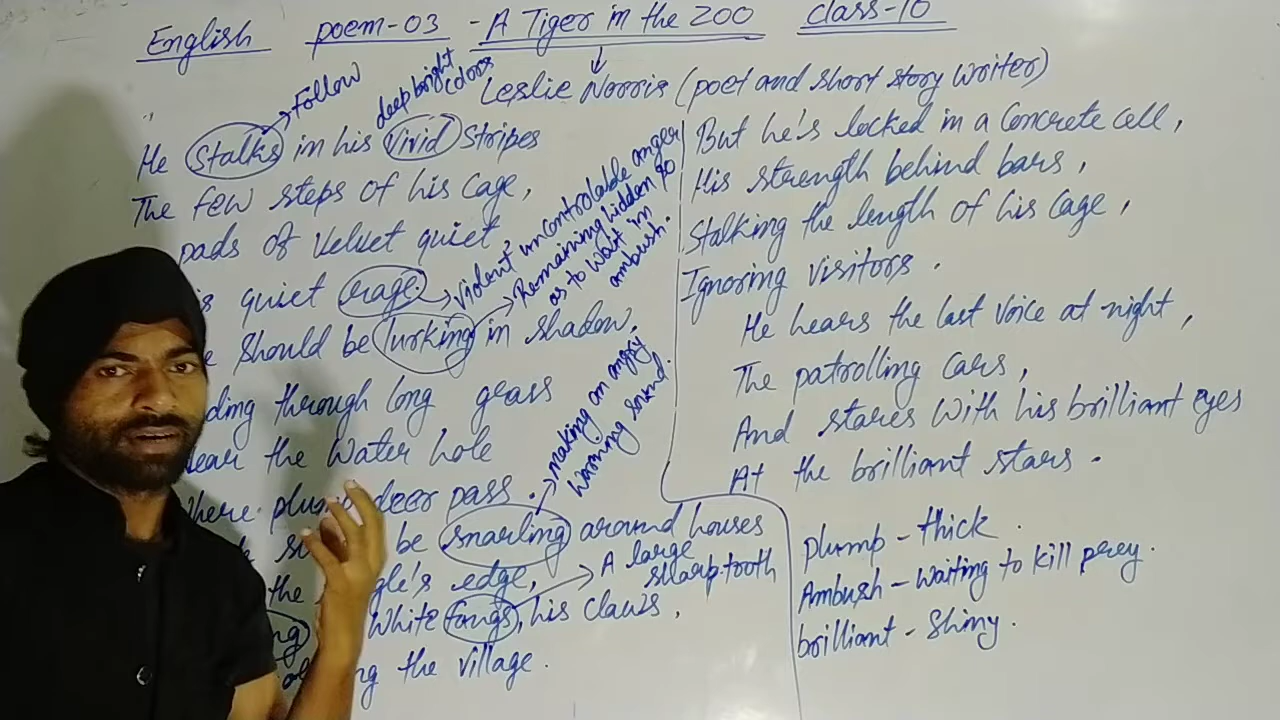 English poem-03 - A Tiger in the Zoo class-10
Leslie Norris (poet and short story writer)
He stalks in his vivid stripes
Follow
deep bright colors
The few steps of his cage,
pads of velvet quiet,
quiet rage
Violent uncontrolable anger
Should be lurking in shadow,
Remaining hidden so as to wait in ambush.
through long grass
the water hole
deer pass.
be snarling around houses
making an angry warning sound.
the edge,
White fangs, his claws,
A large sharp tooth
the village.
But he's locked in a concrete cell,
His strength behind bars,
Stalking the length of his cage,
Ignoring visitors.
He hears the last voice at night,
The patrolling cars,
And stares with his brilliant eyes
At the brilliant stars.
plump - thick.
Ambush - waiting to kill prey.
brilliant - Shiny.